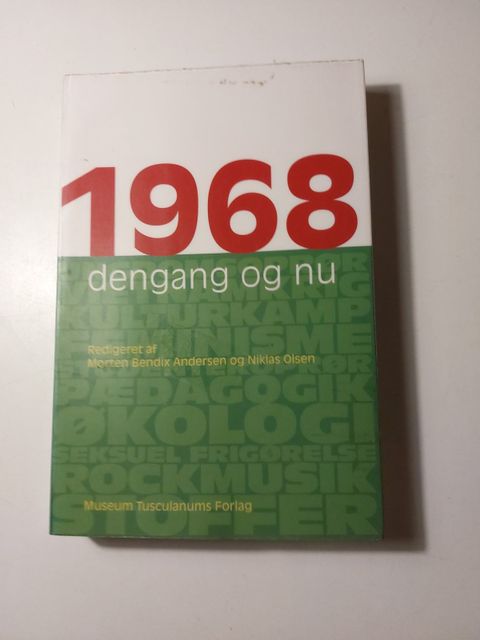 1968
dengang og nu
VIETNAMKRIG
KULTURKAMP
FEMINISME
Redigeret af
Morten Bendix Andersen og Niklas Olsen
PÆDAGOGIK
ØKOLOGI
SEKSUEL FRIGØRELSE
ROCKMUSIK
Museum Tusculanums Forlag
STOFFER